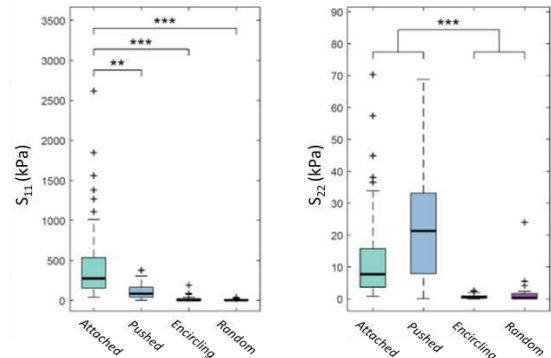 3500
3000
2500
2000
1500
1000
500
0
S11 (kPa)
***
***
**
Attached
Pushed
Encircling
Random
90
80
70
60
50
40
30
20
10
0
S22 (kPa)
***
Attached
Pushed
Encircling
Random